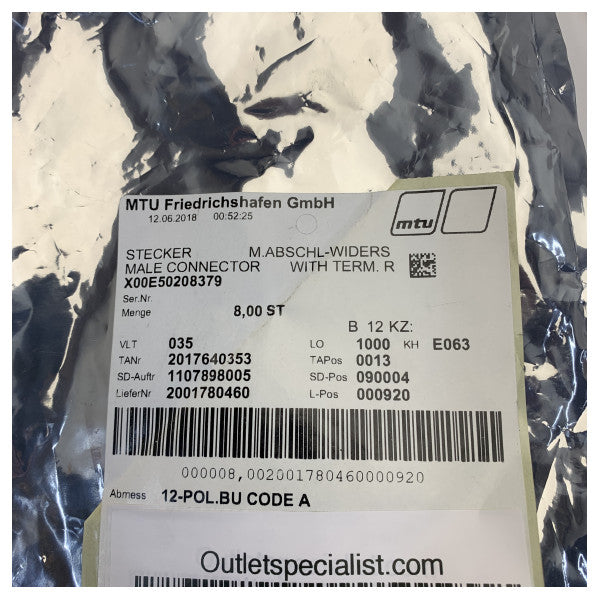 MTU Friedrichshafen GmbH
12.06.2018 00:52:25
mtu
STECKER M.ABSCHL-WIDERS
MALE CONNECTOR WITH TERM. R
X00E50208379
Ser.Nr.
Menge 8,00 ST
B 12 KZ:
VLT 035 LO 1000 KH E063
TANr 2017640353 TAPos 0013
SD-Auftr 1107898005 SD-Pos 090004
LieferNr 2001780460 L-Pos 000920
000008,002001780460000920
Abmess 12-POL.BU CODE A
Outletspecialist.com